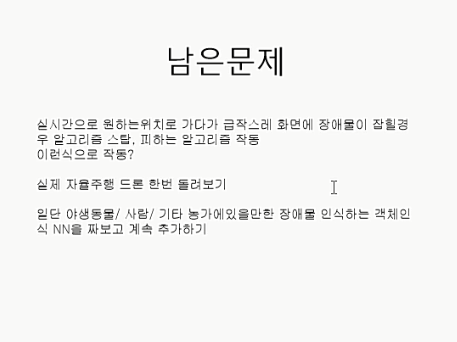 남은문제
실시간으로 원하는위치로 가다가 급작스레 화면에 장애물이 잡힐경
우 알고리즘 스탑, 피하는 알고리즘 작동
이런식으로 작동?
실제 자율주행 드론 한번 돌려보기
일단 야생동물/ 사람/ 기타 농가에있을만한 장애물 인식하는 객체인
식 NN을 짜보고 계속 추가하기